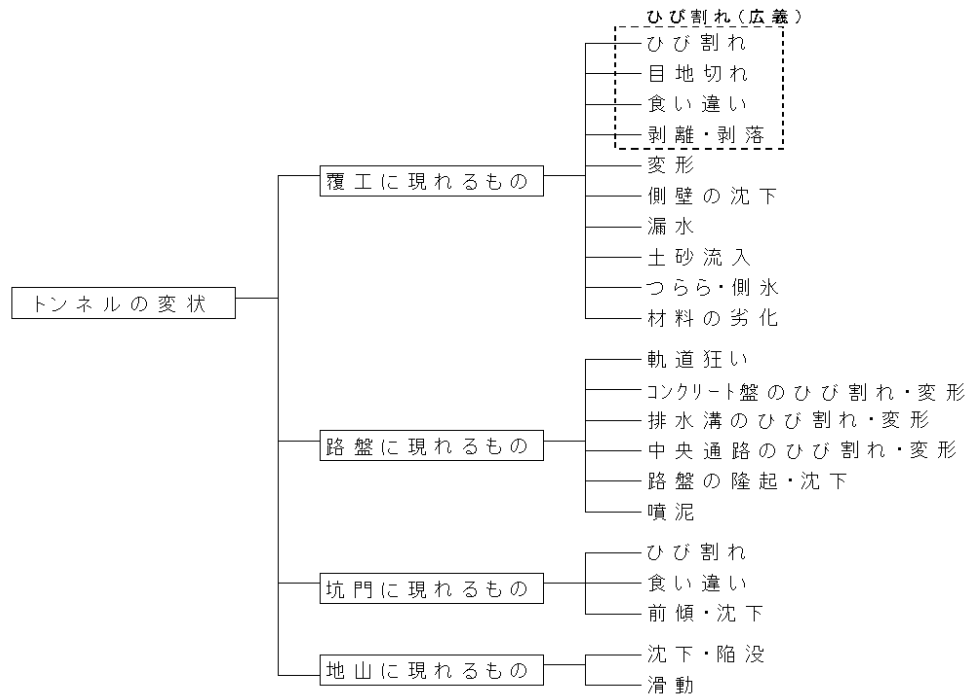 ひび割れ(広義)
ひび割れ
目地切れ
食い違い
剥離・剥落
変形
側壁の沈下
漏水
土砂流入
つらら・側氷
材料の劣化
覆工に現れるもの
トンネルの変状
軌道狂い
コンクリート盤のひび割れ・変形
排水溝のひび割れ・変形
中央通路のひび割れ・変形
路盤の隆起・沈下
噴泥
路盤に現れるもの
ひび割れ
食い違い
前傾・沈下
坑門に現れるもの
沈下・陥没
滑動
地山に現れるもの